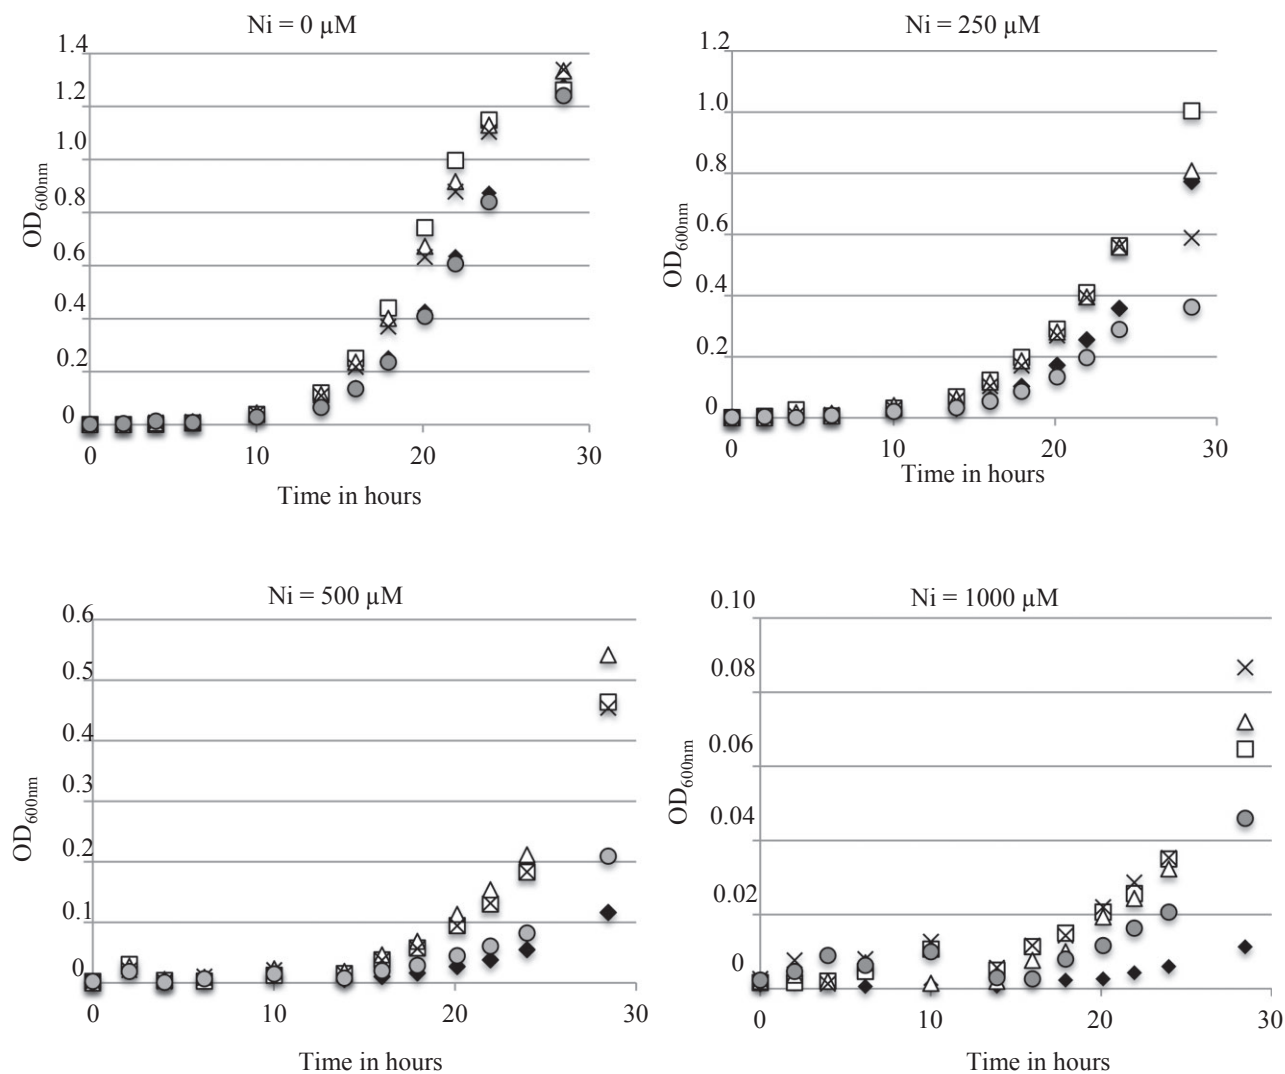 Ni = 0 µM
1.4
1.2
1.0
0.8
0.6
0.4
0.2
0
OD600nm
0 10 20 30
Time in hours
Ni = 250 µM
1.2
1.0
0.8
0.6
0.4
0.2
0
OD600nm
0 10 20 30
Time in hours
Ni = 500 µM
0.6
0.5
0.4
0.3
0.2
0.1
0
OD600nm
0 10 20 30
Time in hours
Ni = 1000 µM
0.10
0.08
0.06
0.04
0.02
0
OD600nm
0 10 20 30
Time in hours